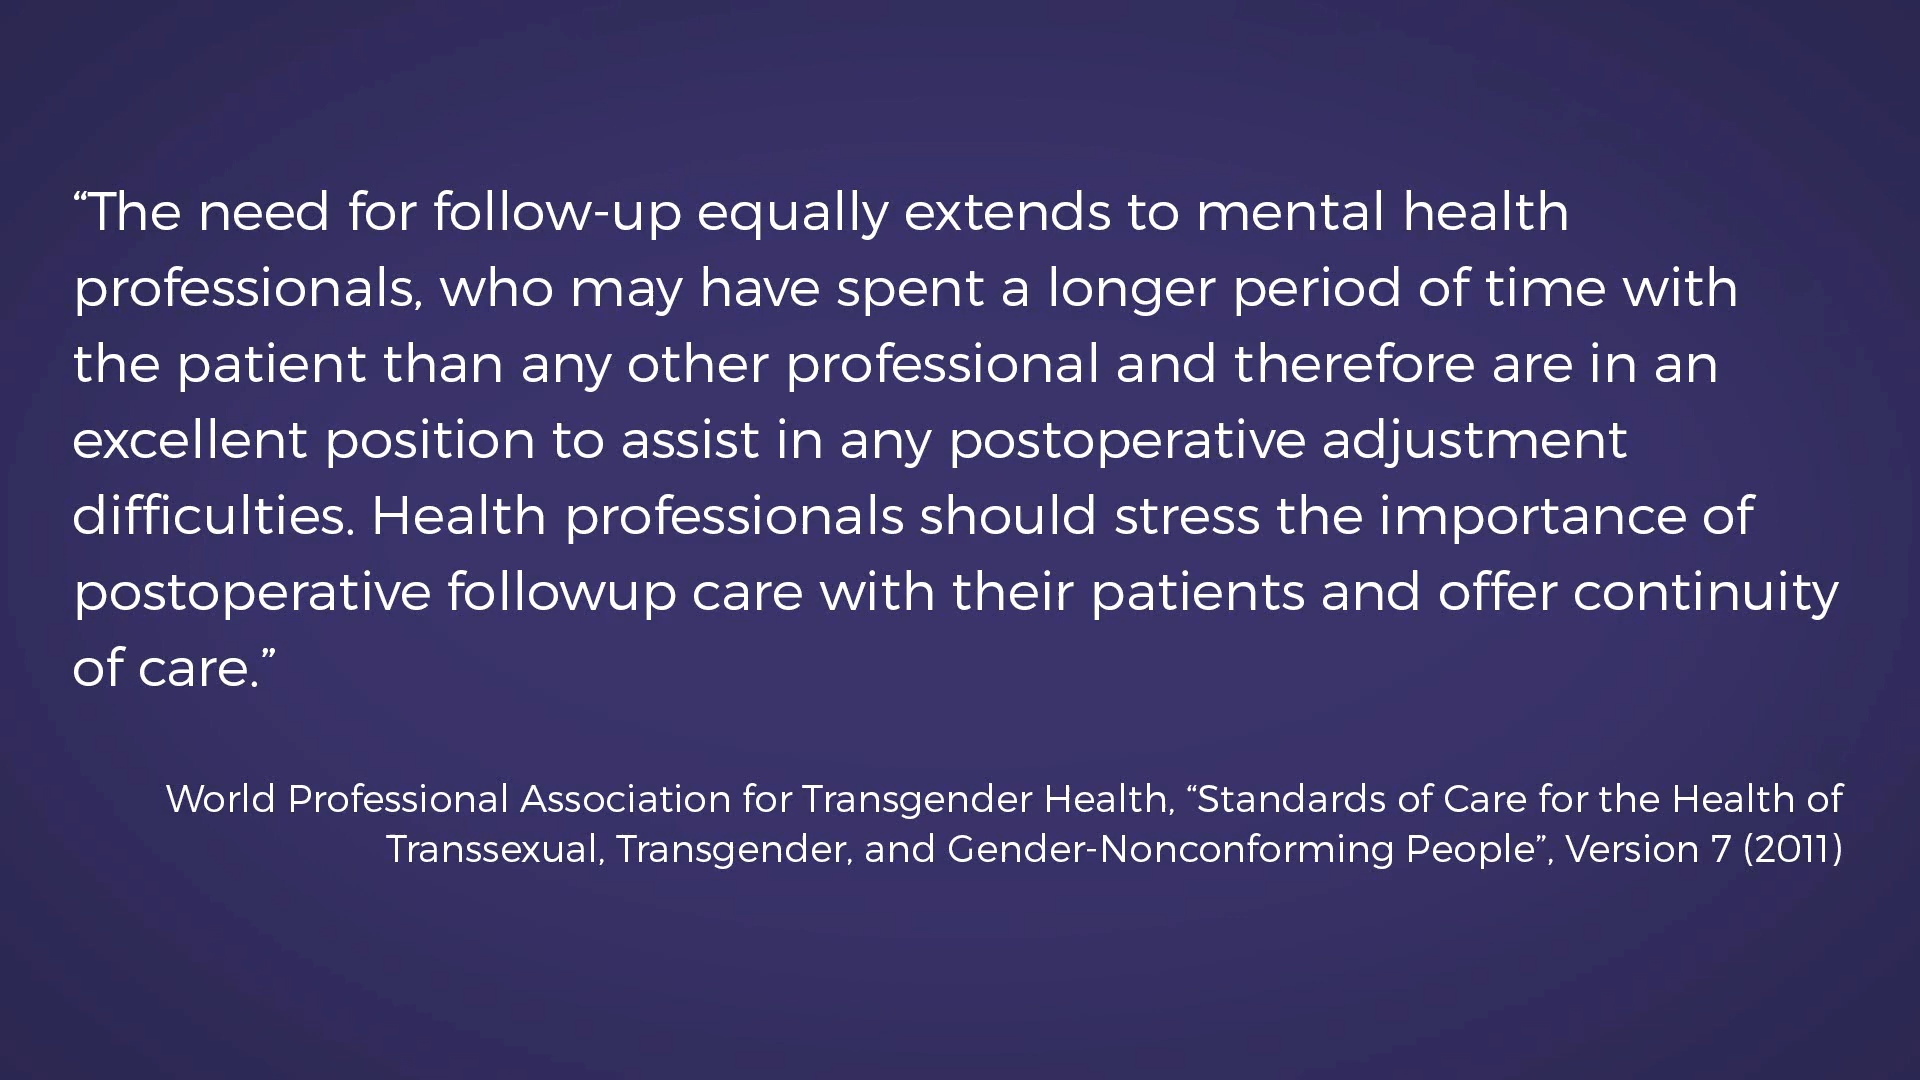 “The need for follow-up equally extends to mental health
professionals, who may have spent a longer period of time with
the patient than any other professional and therefore are in an
excellent position to assist in any postoperative adjustment
difficulties. Health professionals should stress the importance of
postoperative followup care with their patients and offer continuity
of care.”
World Professional Association for Transgender Health, “Standards of Care for the Health of
Transsexual, Transgender, and Gender-Nonconforming People”, Version 7 (2011)